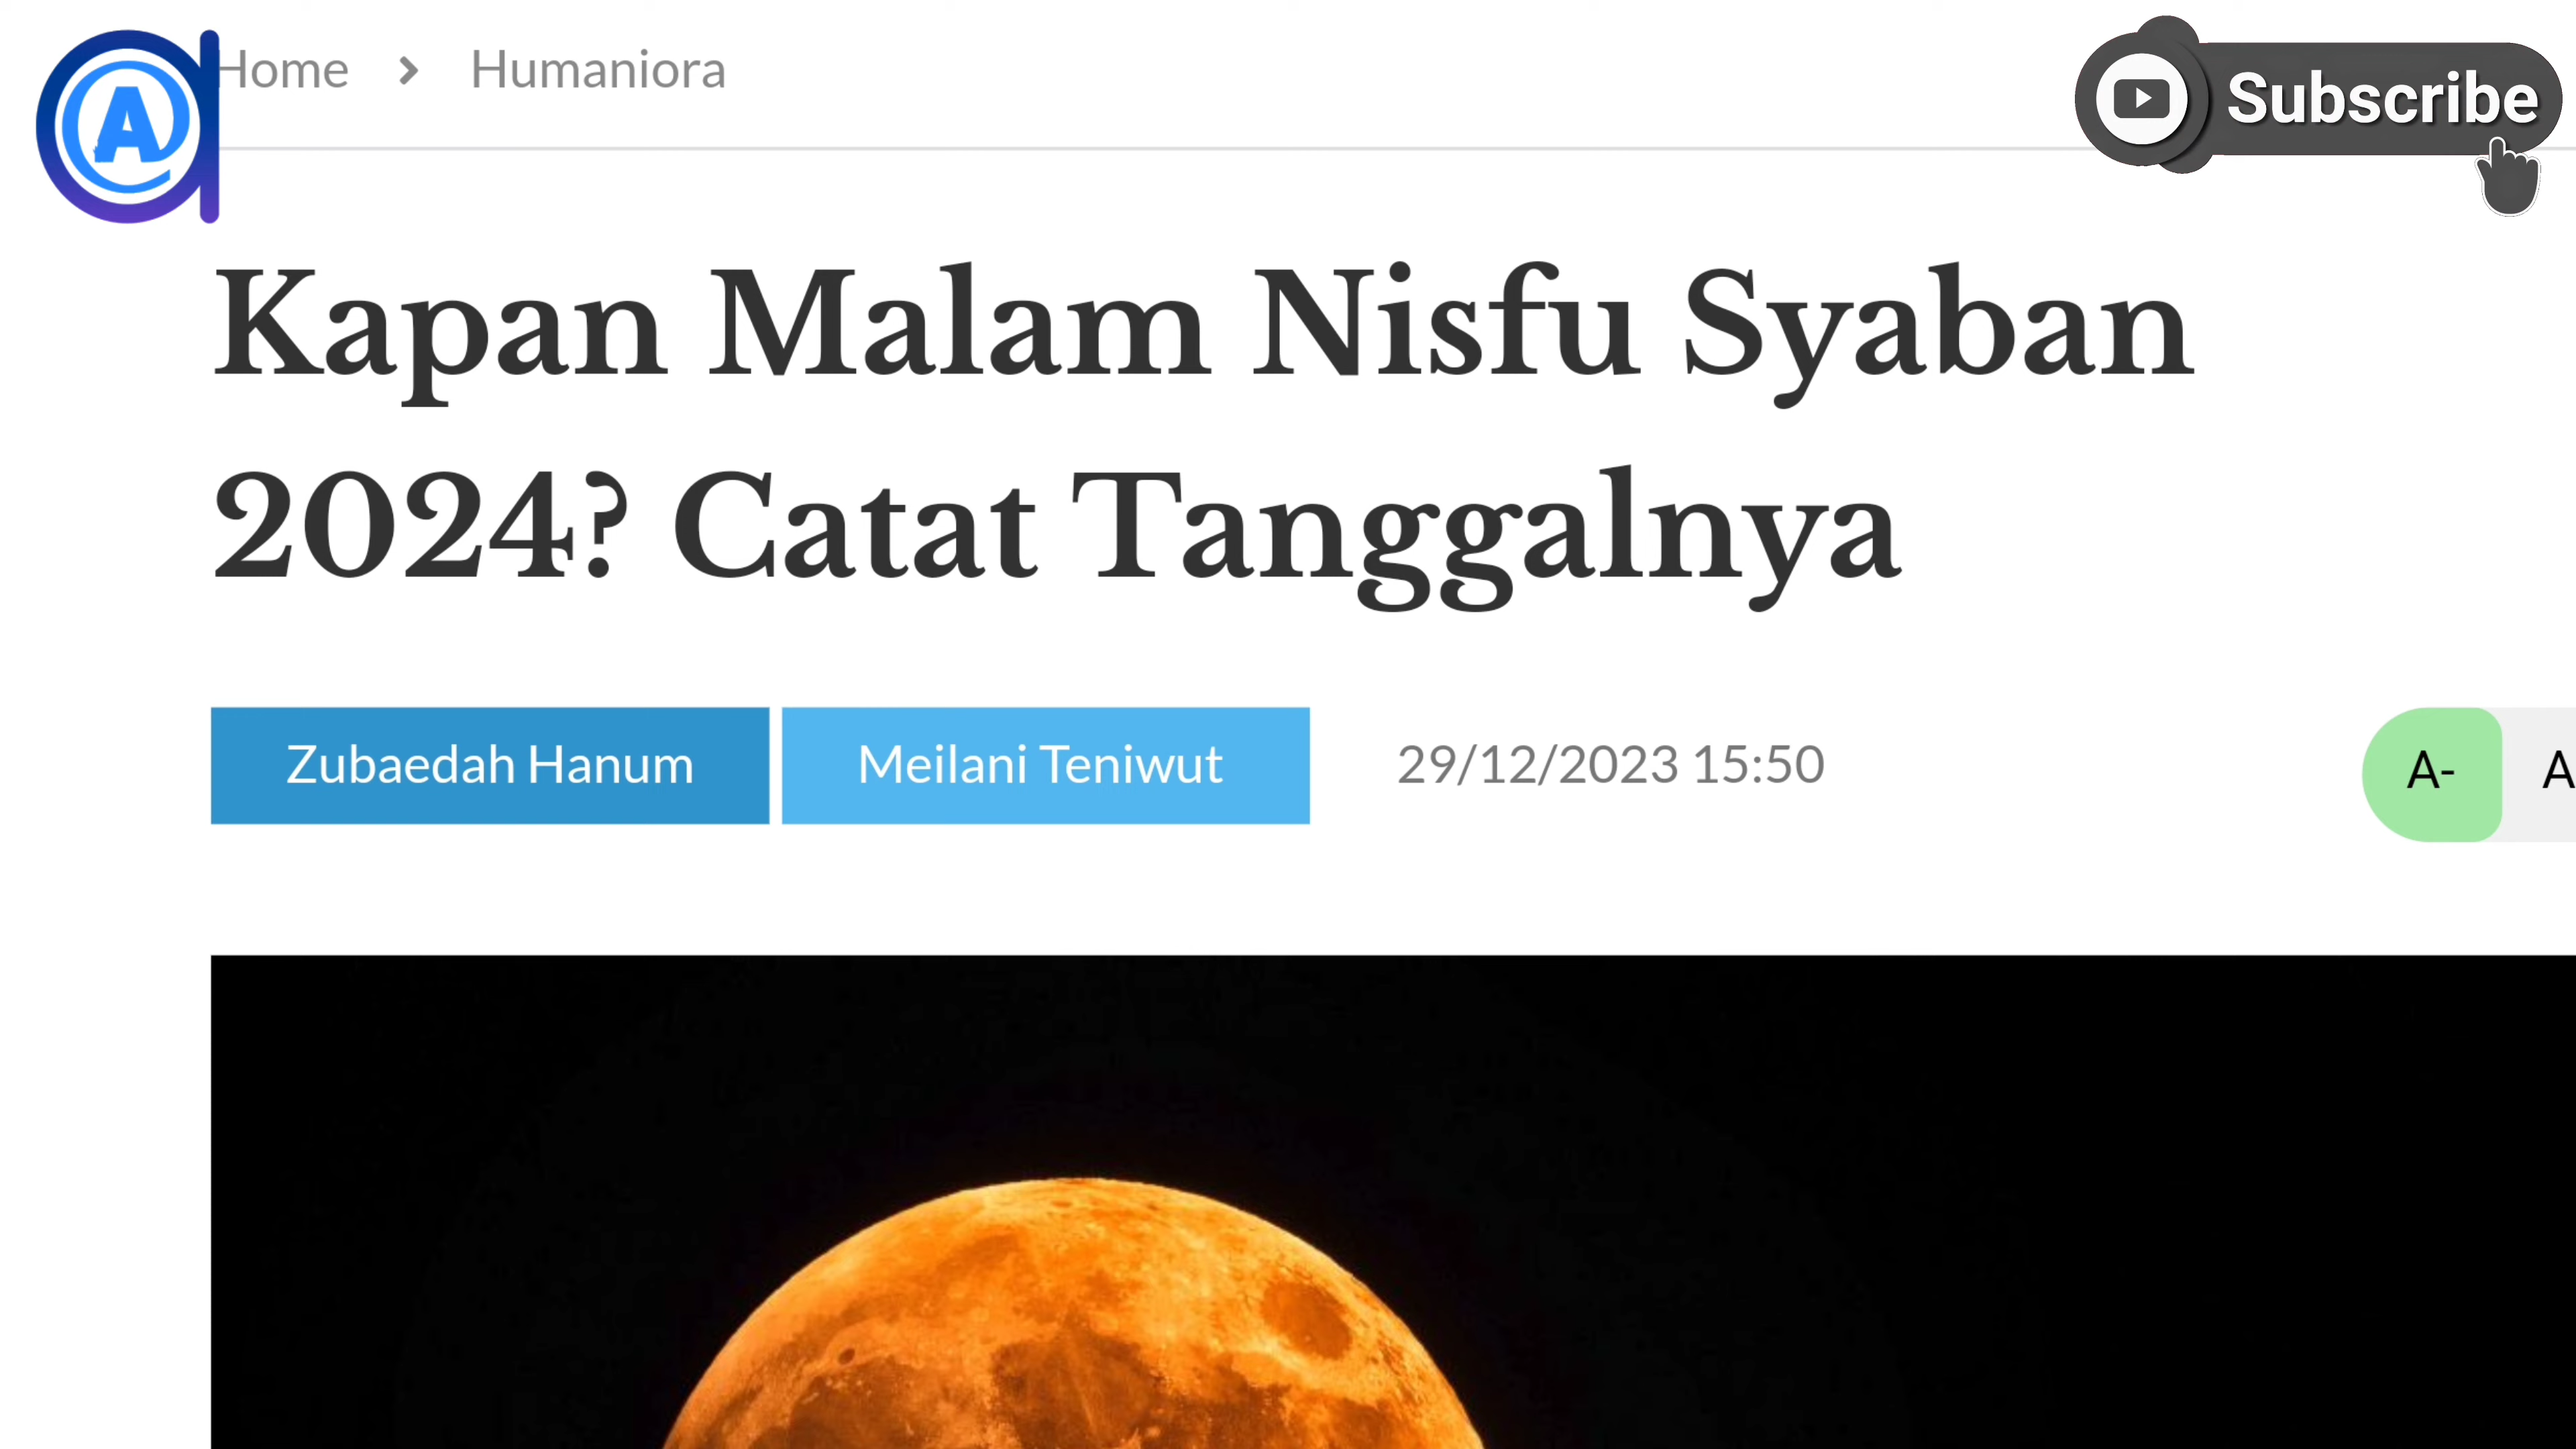 A
Home > Humaniora
Subscribe
Kapan Malam Nisfu Syaban
2024? Catat Tanggalnya
Zubaedah Hanum Meilani Teniwut 29/12/2023 15:50
A- A